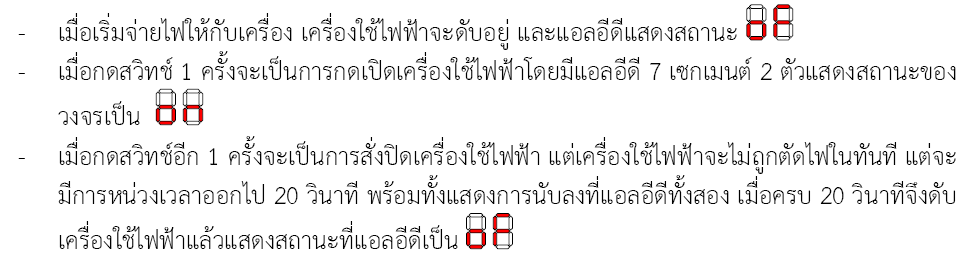 - เมื่อเริ่มจ่ายไฟให้กับเครื่อง เครื่องใช้ไฟฟ้าจะดับอยู่ และแอลอีดีแสดงสถานะ oF
- เมื่อกดสวิทช์ 1 ครั้งจะเป็นการกดเปิดเครื่องใช้ไฟฟ้าโดยมีแอลอีดี 7 เซกเมนต์ 2 ตัวแสดงสถานะของ
วงจรเป็น on
- เมื่อกดสวิทช์อีก 1 ครั้งจะเป็นการสั่งปิดเครื่องใช้ไฟฟ้า แต่เครื่องใช้ไฟฟ้าจะไม่ถูกตัดไฟในทันที แต่จะ
มีการหน่วงเวลาออกไป 20 วินาที พร้อมทั้งแสดงการนับลงที่แอลอีดีทั้งสอง เมื่อครบ 20 วินาทีจึงดับ
เครื่องใช้ไฟฟ้าแล้วแสดงสถานะที่แอลอีดีเป็น oF